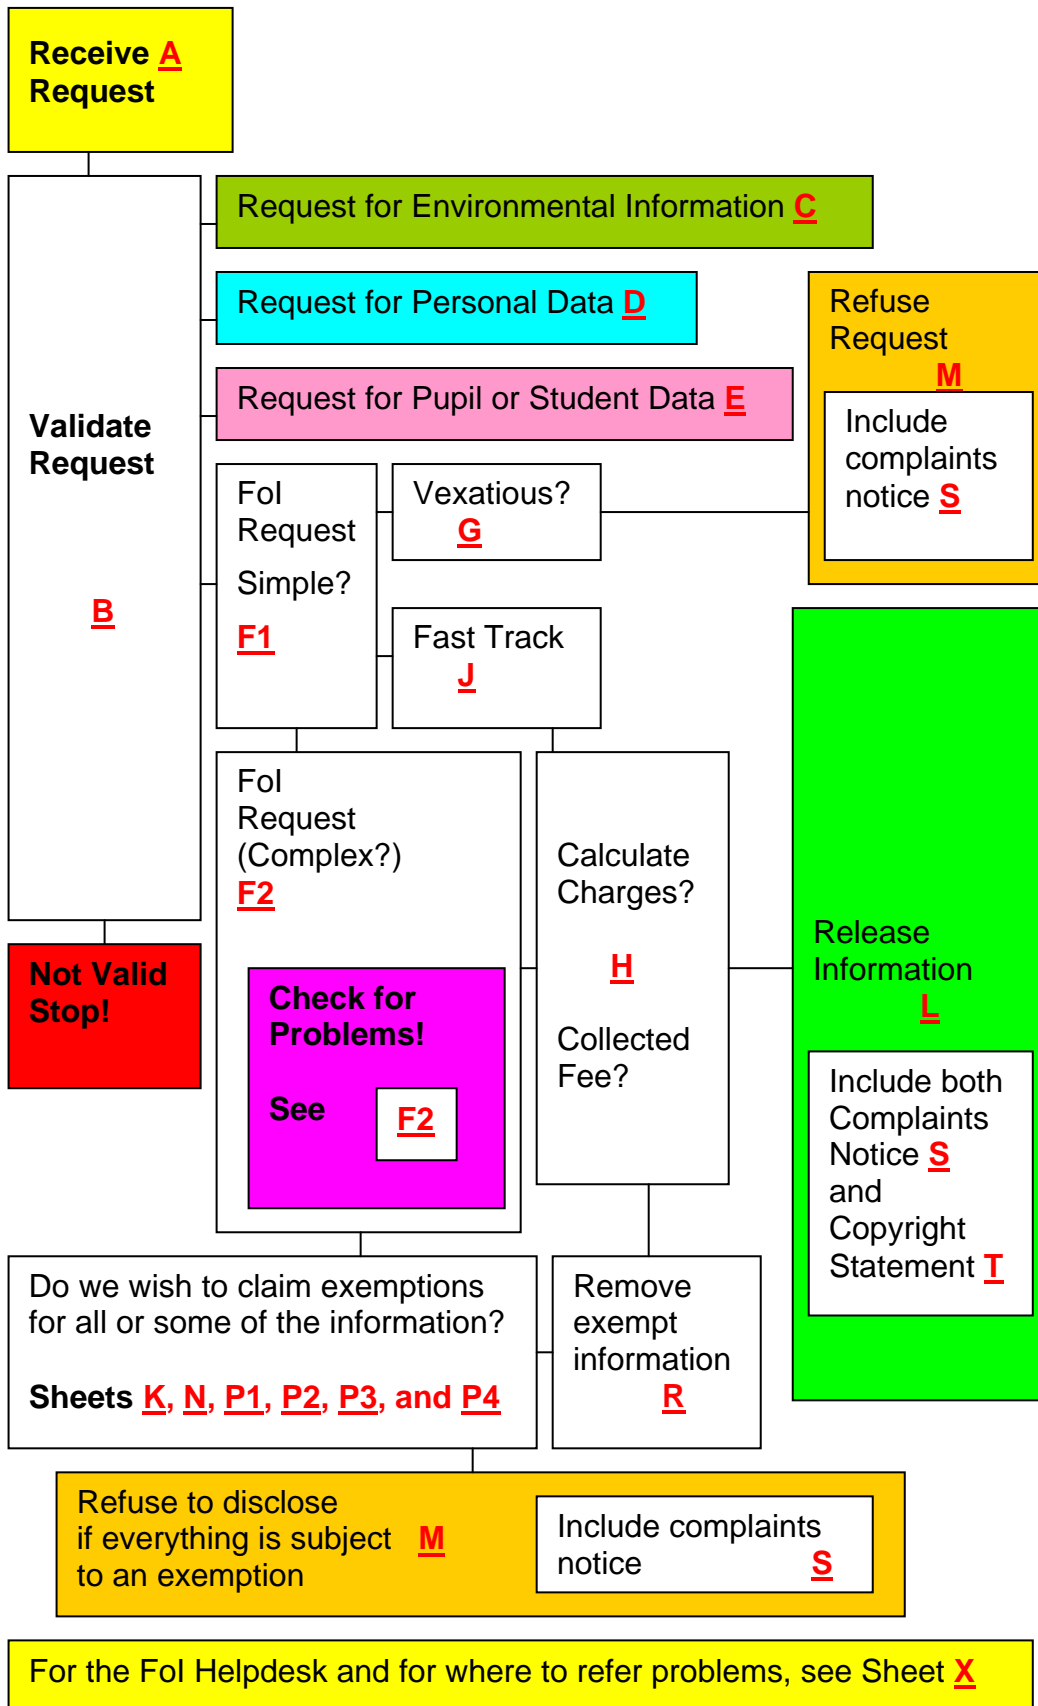 Receive A
Request
Request for Environmental Information C
Request for Personal Data D
Request for Pupil or Student Data E
Refuse
Request
M
Include
complaints
notice S
Validate
Request
B
FoI
Request
Simple?
F1
Vexatious?
G
Fast Track
J
FoI
Request
(Complex?)
F2
Check for
Problems!
See F2
Calculate
Charges?
H
Collected
Fee?
Release
Information
L
Include both
Complaints
Notice S
and
Copyright
Statement T
Not Valid
Stop!
Do we wish to claim exemptions
for all or some of the information?
Sheets K, N, P1, P2, P3, and P4
Remove
exempt
information
R
Refuse to disclose
if everything is subject M
to an exemption
Include complaints
notice S
For the FoI Helpdesk and for where to refer problems, see Sheet X